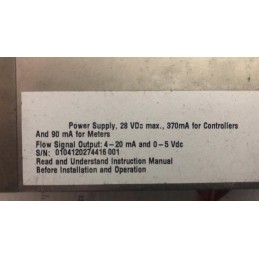 Power Supply, 28 VDc max., 370mA for Controllers
And 90 mA for Meters
Flow Signal Output: 4-20 mA and 0-5 Vdc
S/N: 0104120274416 001
Read and Understand Instruction Manual
Before Installation and Operation